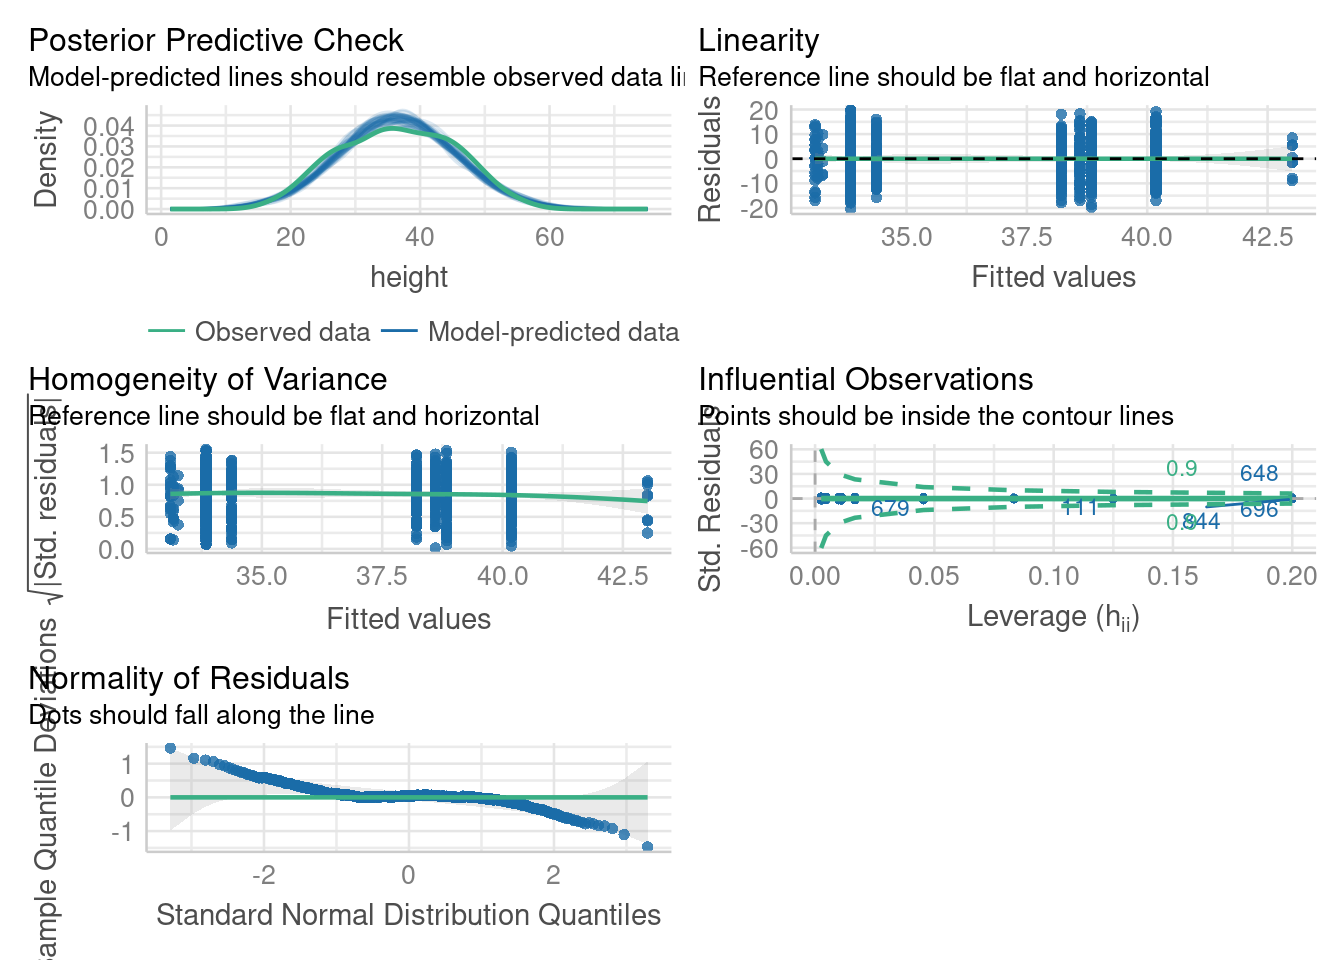 Posterior Predictive Check
Model-predicted lines should resemble observed data li
Density
0.04
0.03
0.02
0.01
0.00
0 20 40 60
height
Observed data Model-predicted data
Linearity
Reference line should be flat and horizontal
Residuals
20
10
0
-10
-20
35.0 37.5 40.0 42.5
Fitted values
Homogeneity of Variance
Reference line should be flat and horizontal
√|Std. residuals|
1.5
1.0
0.5
0.0
35.0 37.5 40.0 42.5
Fitted values
Influential Observations
Points should be inside the contour lines
Std. Residuals
60
30
0
-30
-60
0.9
648
679
111
696
0.9
844
0.00 0.05 0.10 0.15 0.20
Leverage (hii)
Normality of Residuals
Dots should fall along the line
ample Quantile Deviations
1
0
-1
-2 0 2
Standard Normal Distribution Quantiles